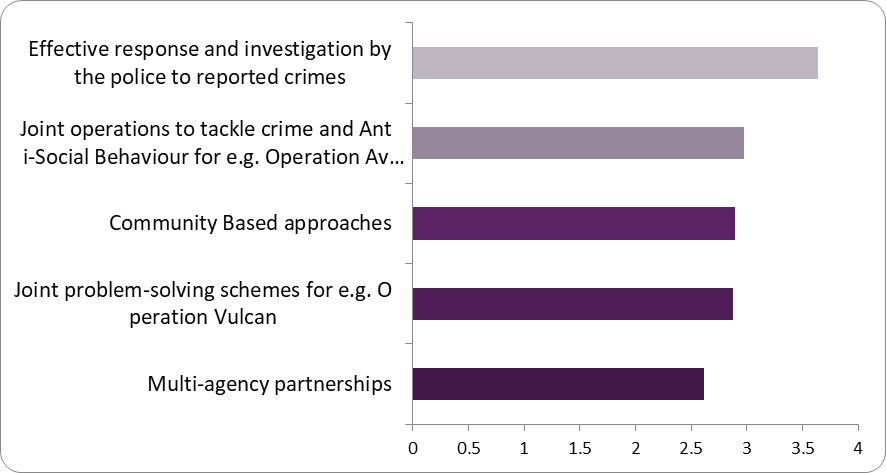 Effective response and investigation by
the police to reported crimes
Joint operations to tackle crime and Ant
i-Social Behaviour for e.g. Operation Av...
Community Based approaches
Joint problem-solving schemes for e.g. O
peration Vulcan
Multi-agency partnerships
0 0.5 1 1.5 2 2.5 3 3.5 4